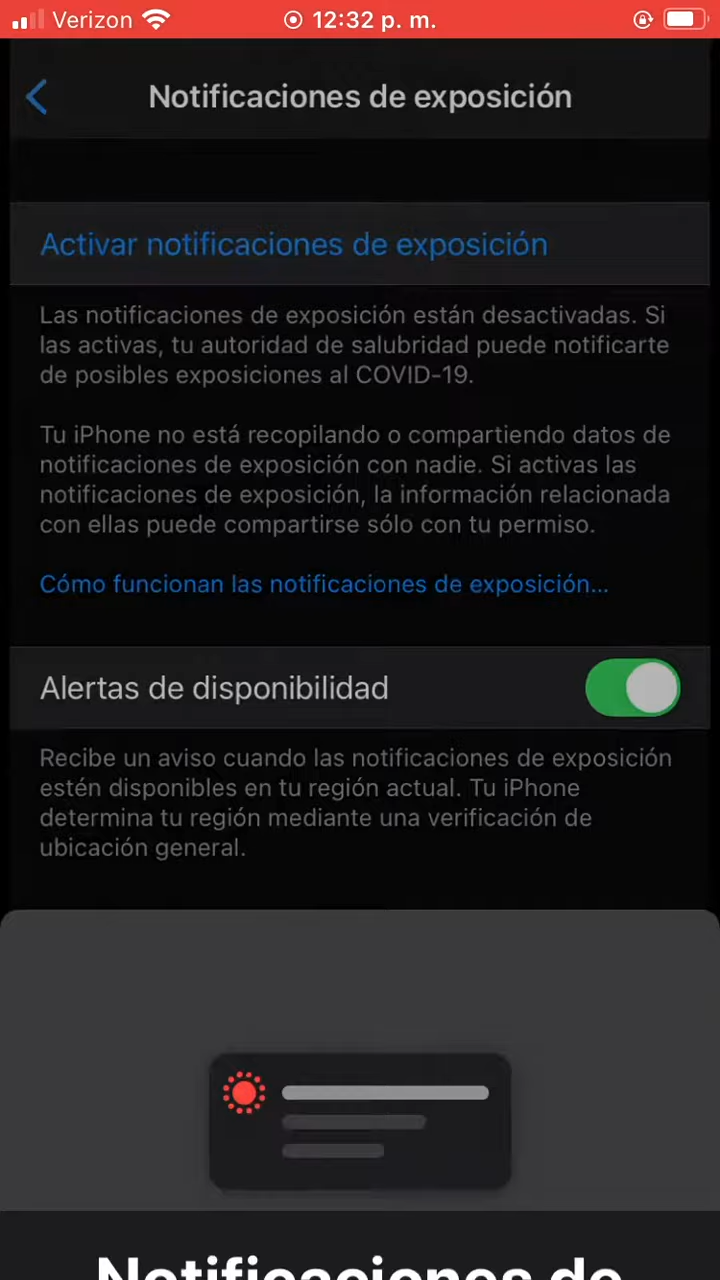 Verizon 12:32 p. m.
Notificaciones de exposición
Activar notificaciones de exposición
Las notificaciones de exposición están desactivadas. Si
las activas, tu autoridad de salubridad puede notificarte
de posibles exposiciones al COVID-19.
Tu iPhone no está recopilando o compartiendo datos de
notificaciones de exposición con nadie. Si activas las
notificaciones de exposición, la información relacionada
con ellas puede compartirse sólo con tu permiso.
Cómo funcionan las notificaciones de exposición...
Alertas de disponibilidad
Recibe un aviso cuando las notificaciones de exposición
estén disponibles en tu región actual. Tu iPhone
determina tu región mediante una verificación de
ubicación general.
Notificaciones de